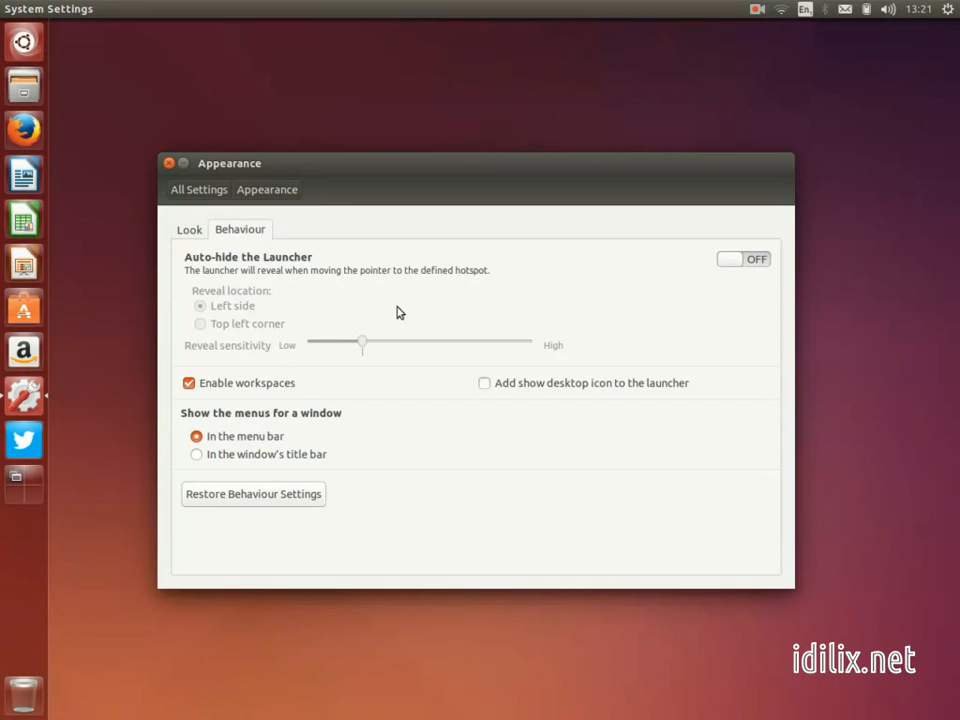 System Settings
En
13:21
Appearance
All Settings Appearance
Look Behaviour
Auto-hide the Launcher
OFF
The launcher will reveal when moving the pointer to the defined hotspot.
Reveal location:
Left side
Top left corner
Reveal sensitivity Low High
Enable workspaces Add show desktop icon to the launcher
Show the menus for a window
In the menu bar
In the window's title bar
Restore Behaviour Settings
a
idilix.net